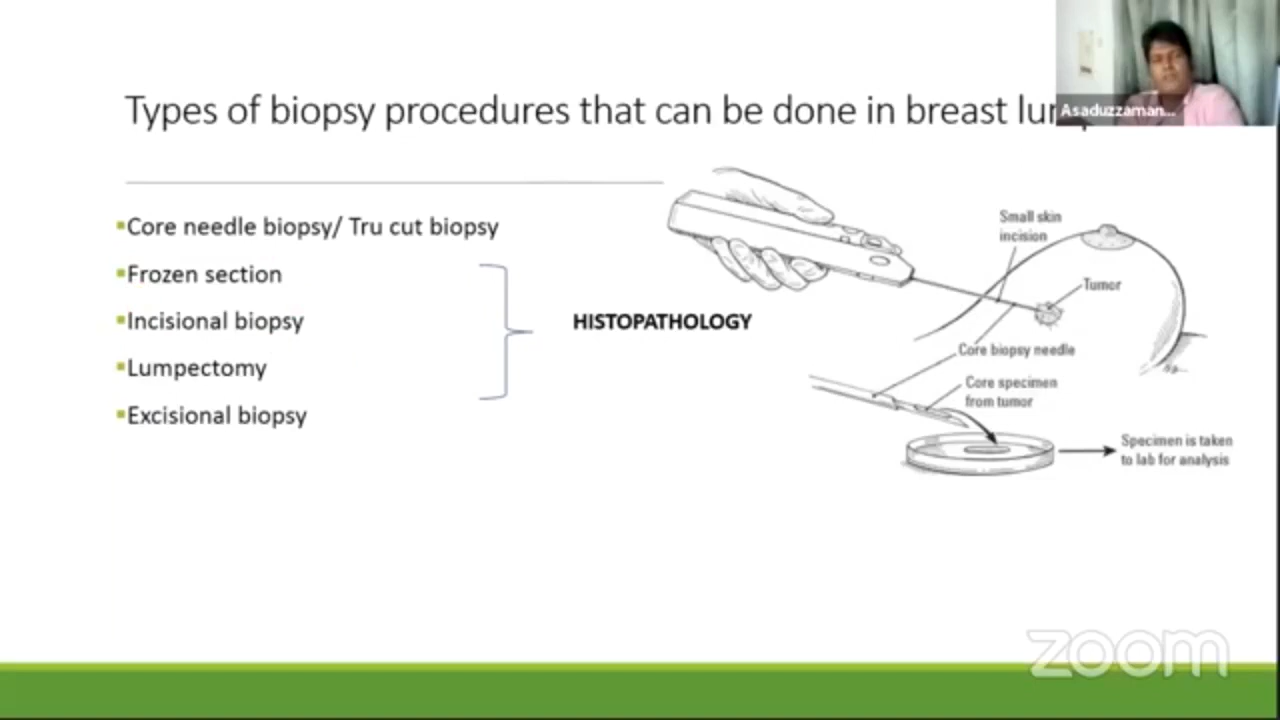 Types of biopsy procedures that can be done in breast
Asaduzzaman...
Core needle biopsy/ Tru cut biopsy
Frozen section
Incisional biopsy
Lumpectomy
Excisional biopsy
HISTOPATHOLOGY
Small skin
incision
Tumor
Core biopsy needle
Core specimen
from tumor
Specimen is taken
to lab for analysis
zoom